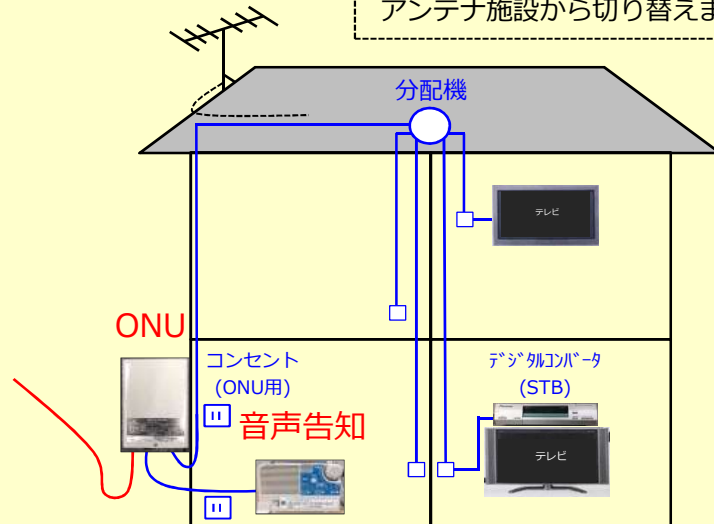 アンテナ施設から切り替えま
分配機
テレビ
ONU
コンセント
(ONU用)
ﾃﾞｼﾞﾀﾙｺﾝﾊﾞｰﾀ
(STB)
音声告知
テレビ